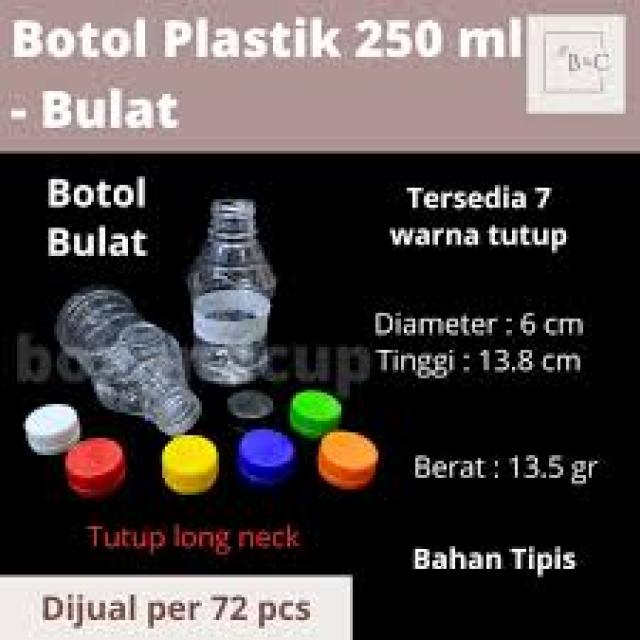 Botol Plastik 250 ml
- Bulat
B&C
Botol
Bulat
Tersedia 7
warna tutup
Diameter : 6 cm
Tinggi : 13.8 cm
Berat : 13.5 gr
Tutup long neck
Bahan Tipis
Dijual per 72 pcs